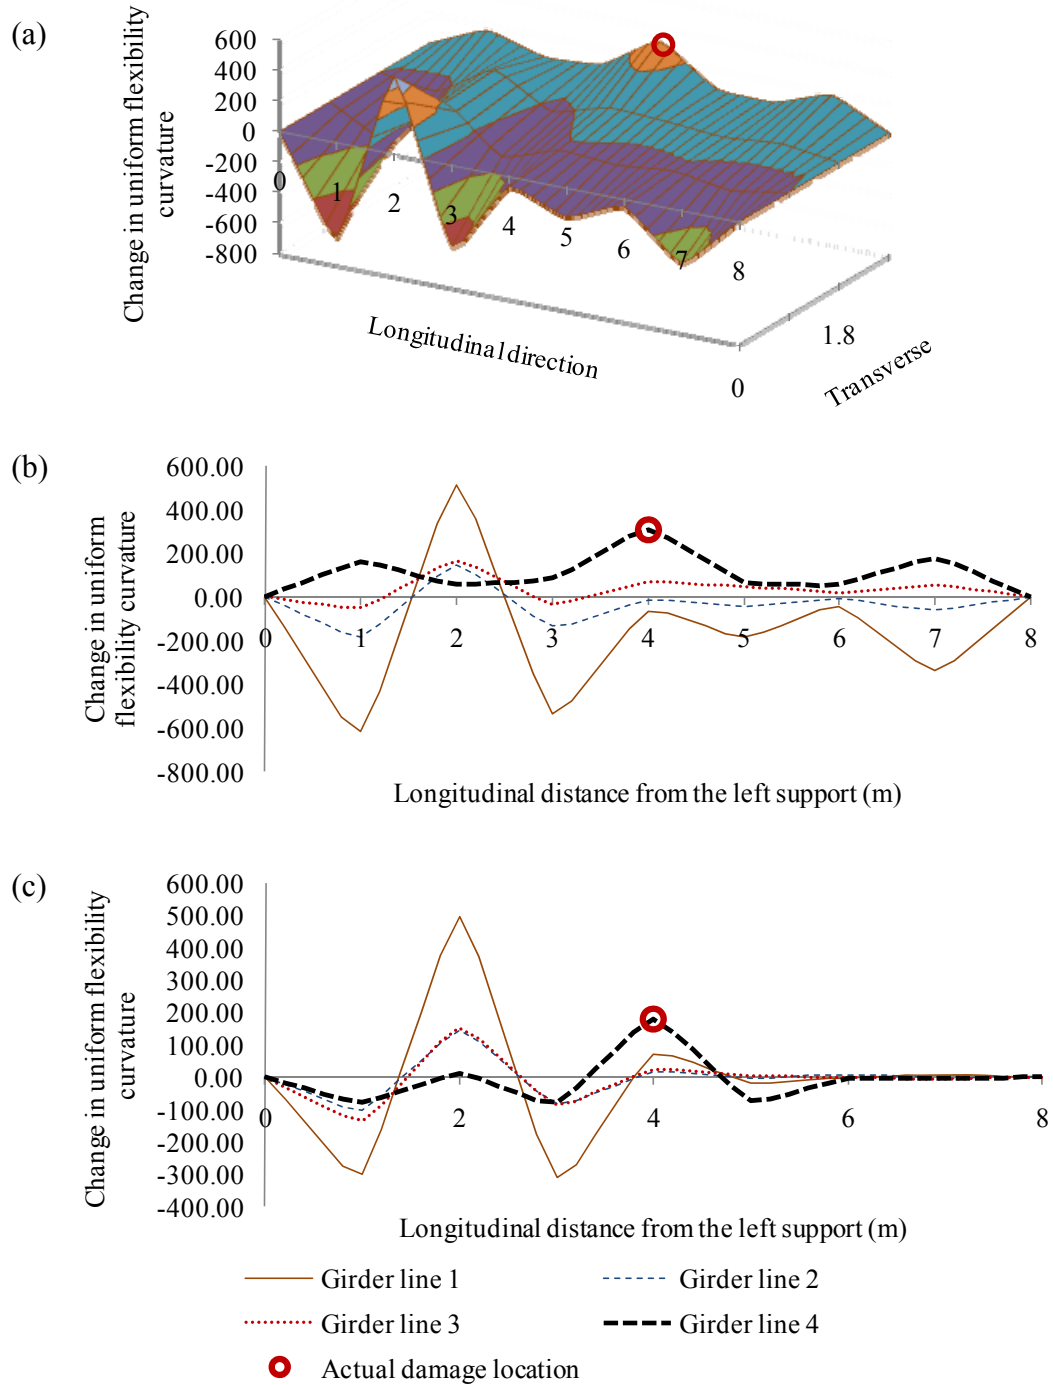 (a)
Change in uniform flexibility
curvature
600
400
200
0
-200
-400
-600
-800
0
1
2
3
4
5
6
7
8
Longitudinal direction
0
1.8
Transverse
(b)
Change in uniform
flexibility curvature
600.00
400.00
200.00
0.00
-200.00
-400.00
-600.00
-800.00
0 1 2 3 4 5 6 7 8
Longitudinal distance from the left support (m)
(c)
Change in uniform flexibility
curvature
600.00
500.00
400.00
300.00
200.00
100.00
0.00
-100.00
-200.00
-300.00
-400.00
0 2 4 6 8
Longitudinal distance from the left support (m)
Girder line 1 Girder line 2
Girder line 3 Girder line 4
Actual damage location